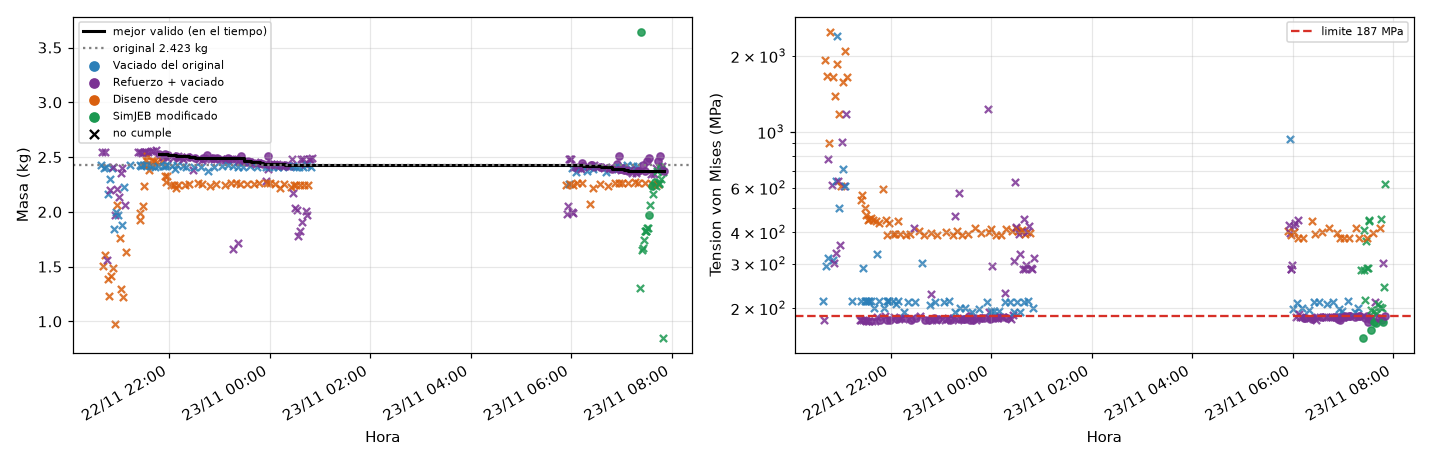 mejor valido (en el tiempo)
original 2.423 kg
Vaciado del original
Refuerzo + vaciado
Diseno desde cero
SimJEB modificado
no cumple
Masa (kg)
3.5
3.0
2.5
2.0
1.5
1.0
22/11 22:00
23/11 00:00
23/11 02:00
23/11 04:00
23/11 06:00
23/11 08:00
Hora
limite 187 MPa
Tension von Mises (MPa)
2 × 10³
10³
6 × 10²
4 × 10²
3 × 10²
2 × 10²
22/11 22:00
23/11 00:00
23/11 02:00
23/11 04:00
23/11 06:00
23/11 08:00
Hora